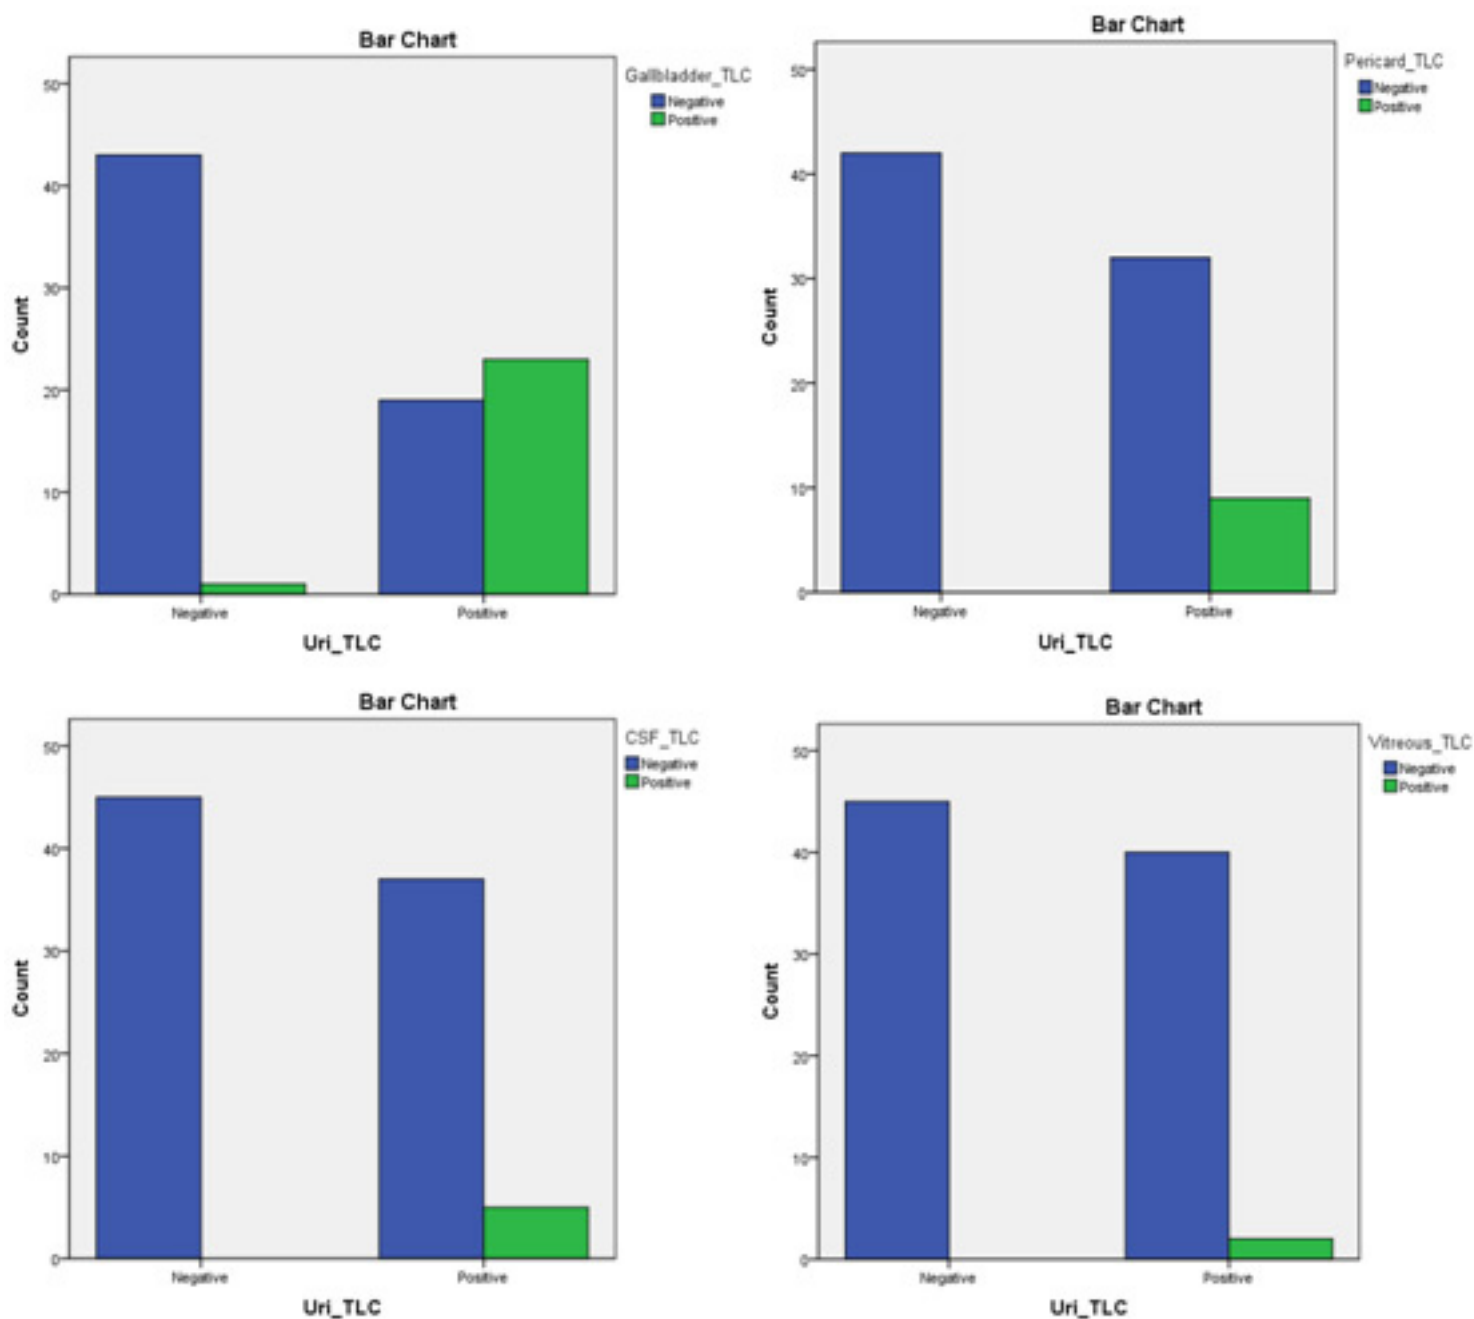 Bar Chart
Gallbladder_TLC
Negative
Positive
50
40
30
20
10
0
Count
Negative Positive
Uri_TLC
Bar Chart
Pericard_TLC
Negative
Positive
50
40
30
20
10
0
Count
Negative Positive
Uri_TLC
Bar Chart
CSF_TLC
Negative
Positive
50
40
30
20
10
0
Count
Negative Positive
Uri_TLC
Bar Chart
Vitreous_TLC
Negative
Positive
50
40
30
20
10
0
Count
Negative Positive
Uri_TLC